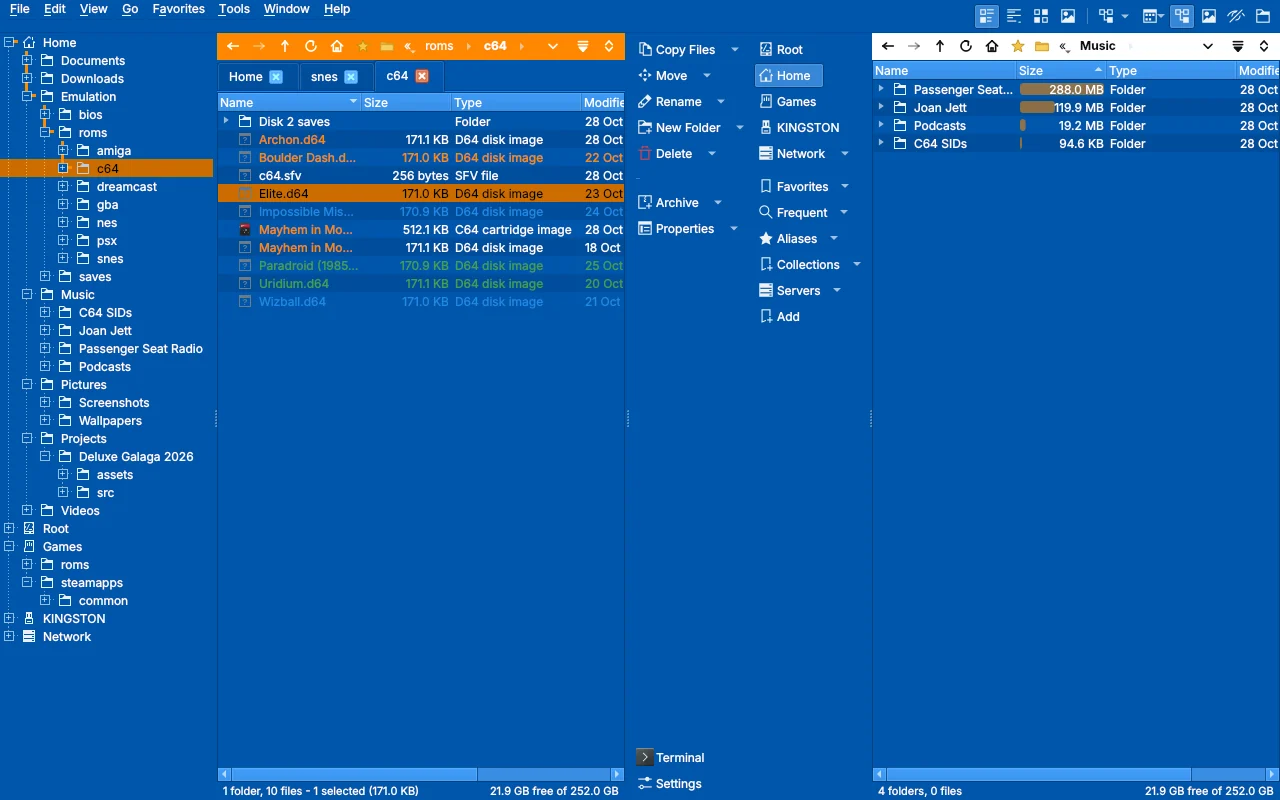 File Edit View Go Favorites Tools Window Help
Home
Documents
Downloads
Emulation
bios
roms
amiga
c64
dreamcast
gba
nes
psx
snes
saves
Music
C64 SIDs
Joan Jett
Passenger Seat Radio
Podcasts
Pictures
Screenshots
Wallpapers
Projects
Deluxe Galaga 2026
assets
src
Videos
Root
Games
roms
steamapps
common
KINGSTON
Network
roms c64
Home snes c64
Name Size Type Modifie
Disk 2 saves Folder 28 Oct
Archon.d64 171.1 KB D64 disk image 28 Oct
Boulder Dash.d... 171.0 KB D64 disk image 22 Oct
c64.sfv 256 bytes SFV file 28 Oct
Elite.d64 171.0 KB D64 disk image 23 Oct
Impossible Mis... 170.9 KB D64 disk image 24 Oct
Mayhem in Mo... 512.1 KB C64 cartridge image 28 Oct
Mayhem in Mo... 171.1 KB D64 disk image 18 Oct
Paradroid (1985... 170.9 KB D64 disk image 25 Oct
Uridium.d64 171.1 KB D64 disk image 20 Oct
Wizball.d64 171.0 KB D64 disk image 21 Oct
1 folder, 10 files - 1 selected (171.0 KB) 21.9 GB free of 252.0 GB
Copy Files
Move
Rename
New Folder
Delete
Archive
Properties
Terminal
Settings
Root
Home
Games
KINGSTON
Network
Favorites
Frequent
Aliases
Collections
Servers
Add
Music
Name Size Type Modifie
Passenger Seat... 288.0 MB Folder 28 Oct
Joan Jett 119.9 MB Folder 28 Oct
Podcasts 19.2 MB Folder 28 Oct
C64 SIDs 94.6 KB Folder 28 Oct
4 folders, 0 files 21.9 GB free of 252.0 GB